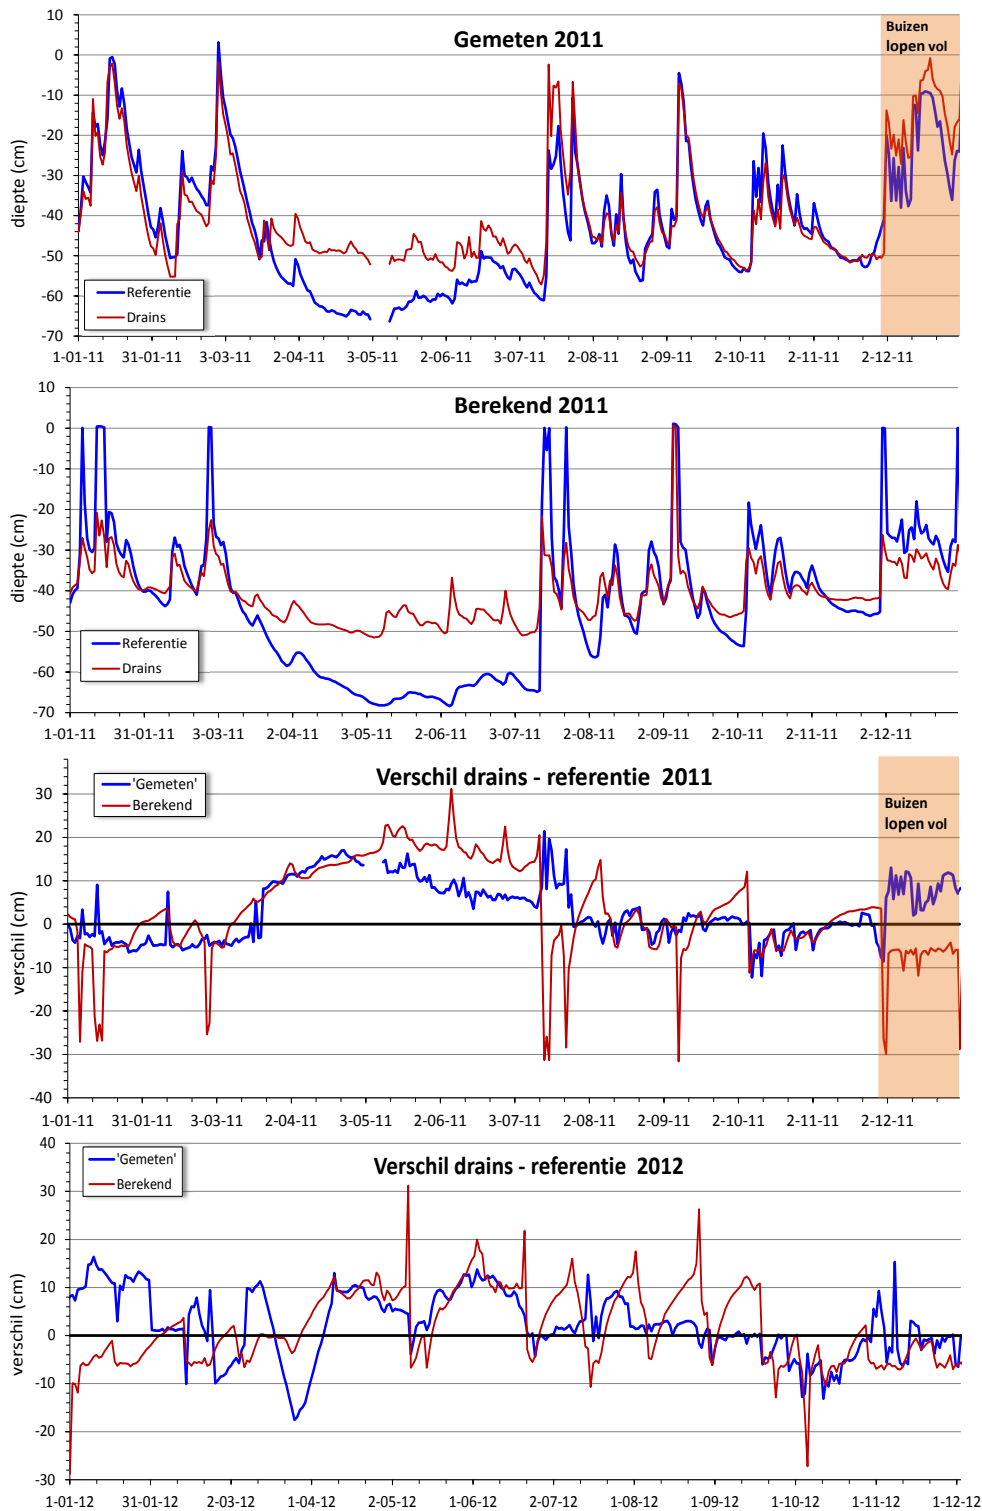 Gemeten 2011
Buizen
lopen vol
diepte (cm)
10
0
-10
-20
-30
-40
-50
-60
-70
Referentie
Drains
1-01-11 31-01-11 3-03-11 2-04-11 3-05-11 2-06-11 3-07-11 2-08-11 2-09-11 2-10-11 2-11-11 2-12-11
Berekend 2011
diepte (cm)
10
0
-10
-20
-30
-40
-50
-60
-70
Referentie
Drains
1-01-11 31-01-11 3-03-11 2-04-11 3-05-11 2-06-11 3-07-11 2-08-11 2-09-11 2-10-11 2-11-11 2-12-11
Verschil drains - referentie 2011
'Gemeten'
Berekend
Buizen
lopen vol
verschil (cm)
30
20
10
0
-10
-20
-30
-40
1-01-11 31-01-11 3-03-11 2-04-11 3-05-11 2-06-11 3-07-11 2-08-11 2-09-11 2-10-11 2-11-11 2-12-11
Verschil drains - referentie 2012
'Gemeten'
Berekend
verschil (cm)
40
30
20
10
0
-10
-20
-30
1-01-12 31-01-12 2-03-12 1-04-12 2-05-12 1-06-12 2-07-12 1-08-12 1-09-12 1-10-12 1-11-12 1-12-12